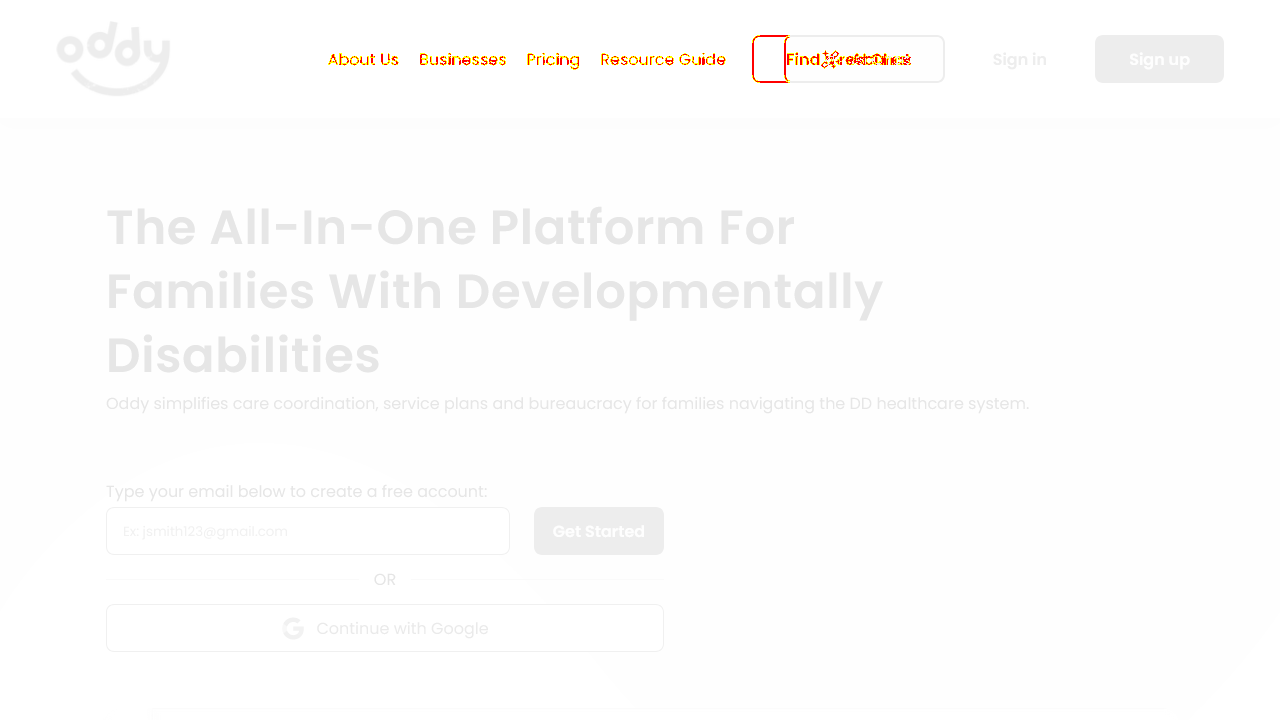 oddy
About Us
Businesses
Pricing
Resource Guide
Find
Sign in
Sign up
The All-In-One Platform For
Families With Developmentally
Disabilities
Oddy simplifies care coordination, service plans and bureaucracy for families navigating the DD healthcare system.
Type your email below to create a free account:
Ex: jsmith123@gmail.com
Get Started
OR
Continue with Google